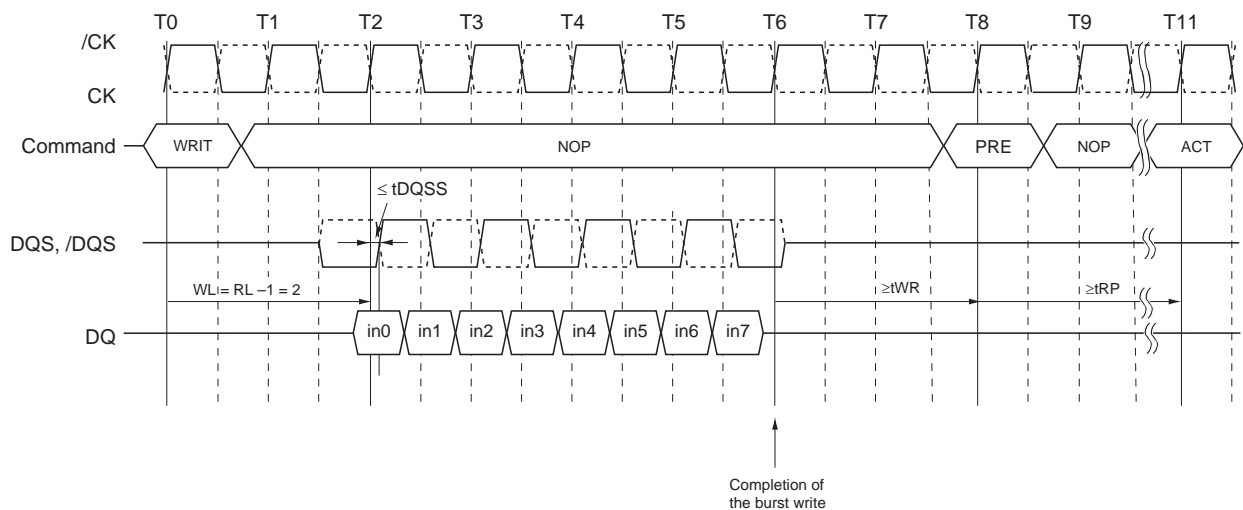 T0 T1 T2 T3 T4 T5 T6 T7 T8 T9 T11
/CK
CK
Command WRIT NOP PRE NOP ACT
≤ tDQSS
DQS, /DQS
WL = RL –1 = 2 ≥tWR ≥tRP
DQ in0 in1 in2 in3 in4 in5 in6 in7
Completion of
the burst write